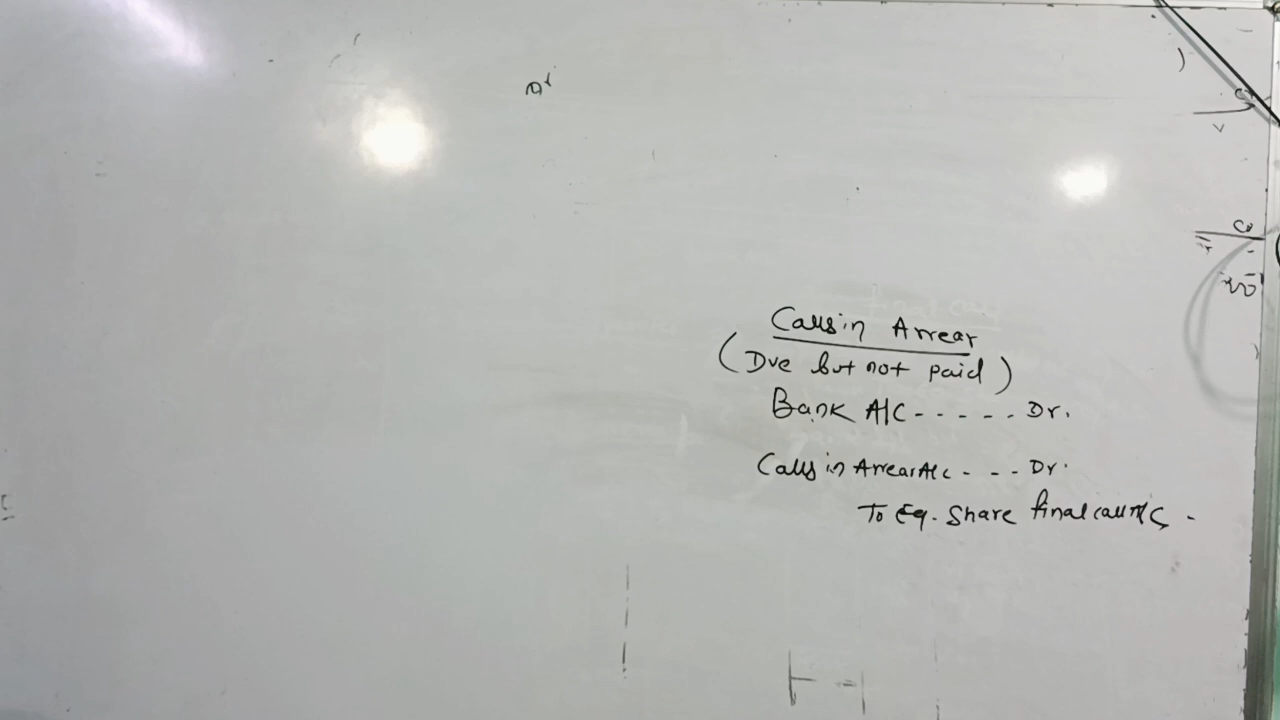 Calls in Arrear
(Due but not paid)
Bank A/C - - - - - Dr.
Calls in Arrear A/c - - - Dr.
To Eq. Share final call A/C -